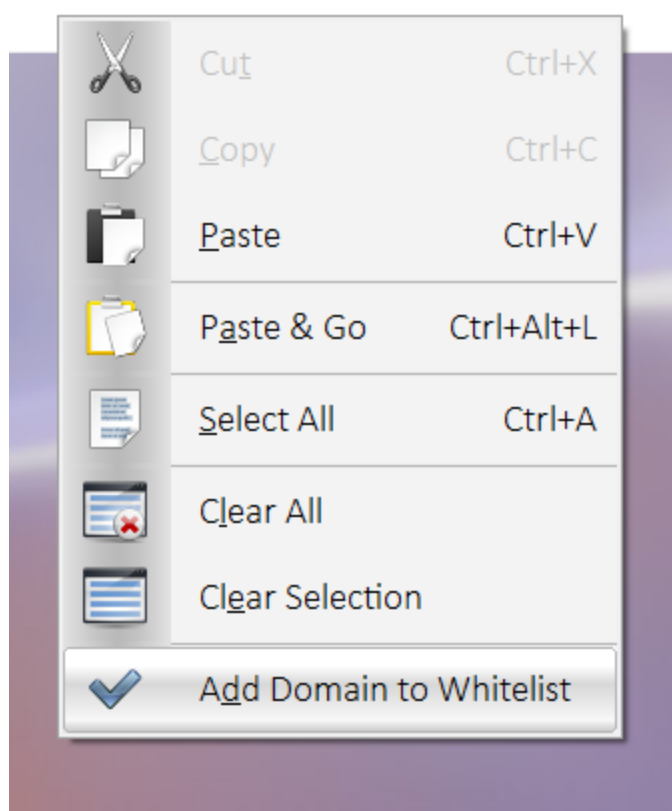 Cut Ctrl+X
Copy Ctrl+C
Paste Ctrl+V
Paste & Go Ctrl+Alt+L
Select All Ctrl+A
Clear All
Clear Selection
Add Domain to Whitelist